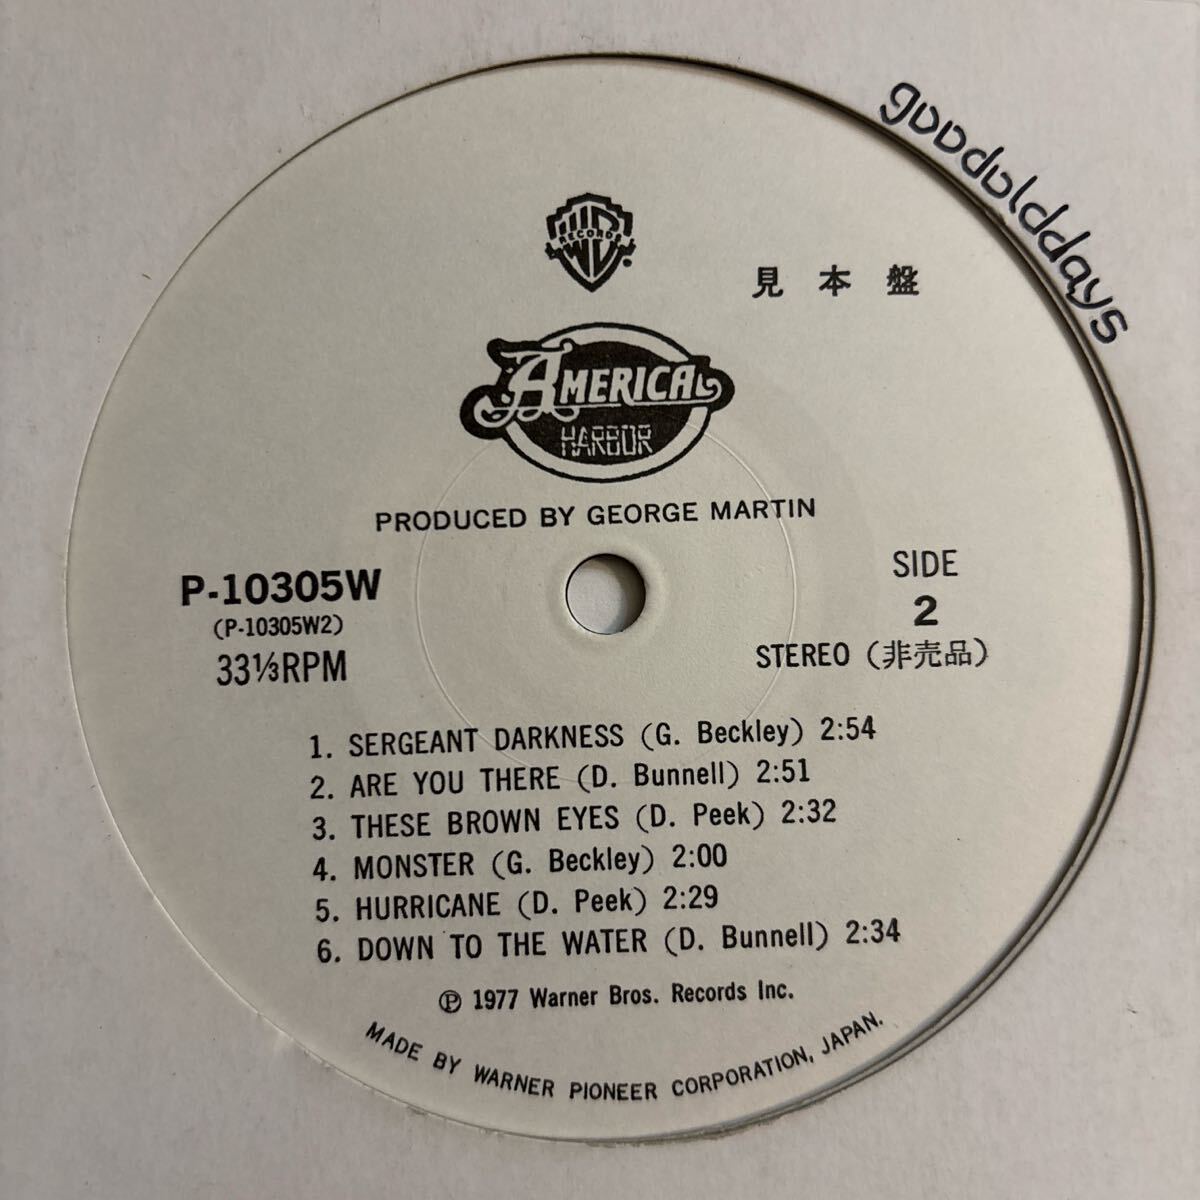 goodolddays
RECORDS
見本盤
AMERICA
HARBOR
PRODUCED BY GEORGE MARTIN
P-10305W
(P-10305W2)
33⅓RPM
SIDE
2
STEREO (非売品)
1. SERGEANT DARKNESS (G. Beckley) 2:54
2. ARE YOU THERE (D. Bunnell) 2:51
3. THESE BROWN EYES (D. Peek) 2:32
4. MONSTER (G. Beckley) 2:00
5. HURRICANE (D. Peek) 2:29
6. DOWN TO THE WATER (D. Bunnell) 2:34
℗ 1977 Warner Bros. Records Inc.
MADE BY WARNER PIONEER CORPORATION, JAPAN.